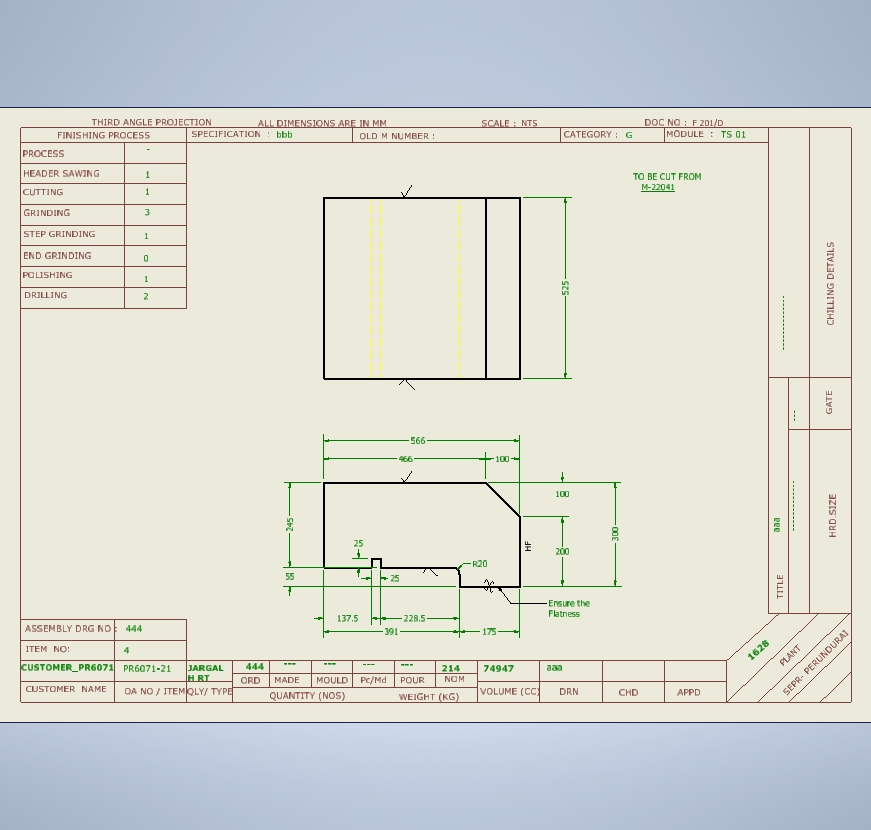 THIRD ANGLE PROJECTION ALL DIMENSIONS ARE IN MM SCALE : NTS DOC NO : F 201/D
FINISHING PROCESS SPECIFICATION : bbb OLD M NUMBER : CATEGORY : G MODULE : TS 01
PROCESS -
HEADER SAWING 1
CUTTING 1
GRINDING 3
STEP GRINDING 1
END GRINDING 0
POLISHING 1
DRILLING 2
TO BE CUT FROM
M-22041
525
566
466 100
245
55
25
25
R20
137.5 228.5
391 175
100
200
300
HF
Ensure the
Flatness
CHILLING DETAILS
--------------
GATE
---
HRD.SIZE
-------------
TITLE aaa
ASSEMBLY DRG NO : 444
ITEM NO: 4
CUSTOMER_PR6071 PR6071-21 JARGAL
H RT
444 --- --- --- --- 214 74947 aaa
ORD MADE MOULD Pc/Md POUR NOM
CUSTOMER NAME OA NO / ITEM QLY/ TYPE QUANTITY (NOS) WEIGHT (KG) VOLUME (CC) DRN CHD APPD
1628
PLANT
SEPR- PERUNDURAI